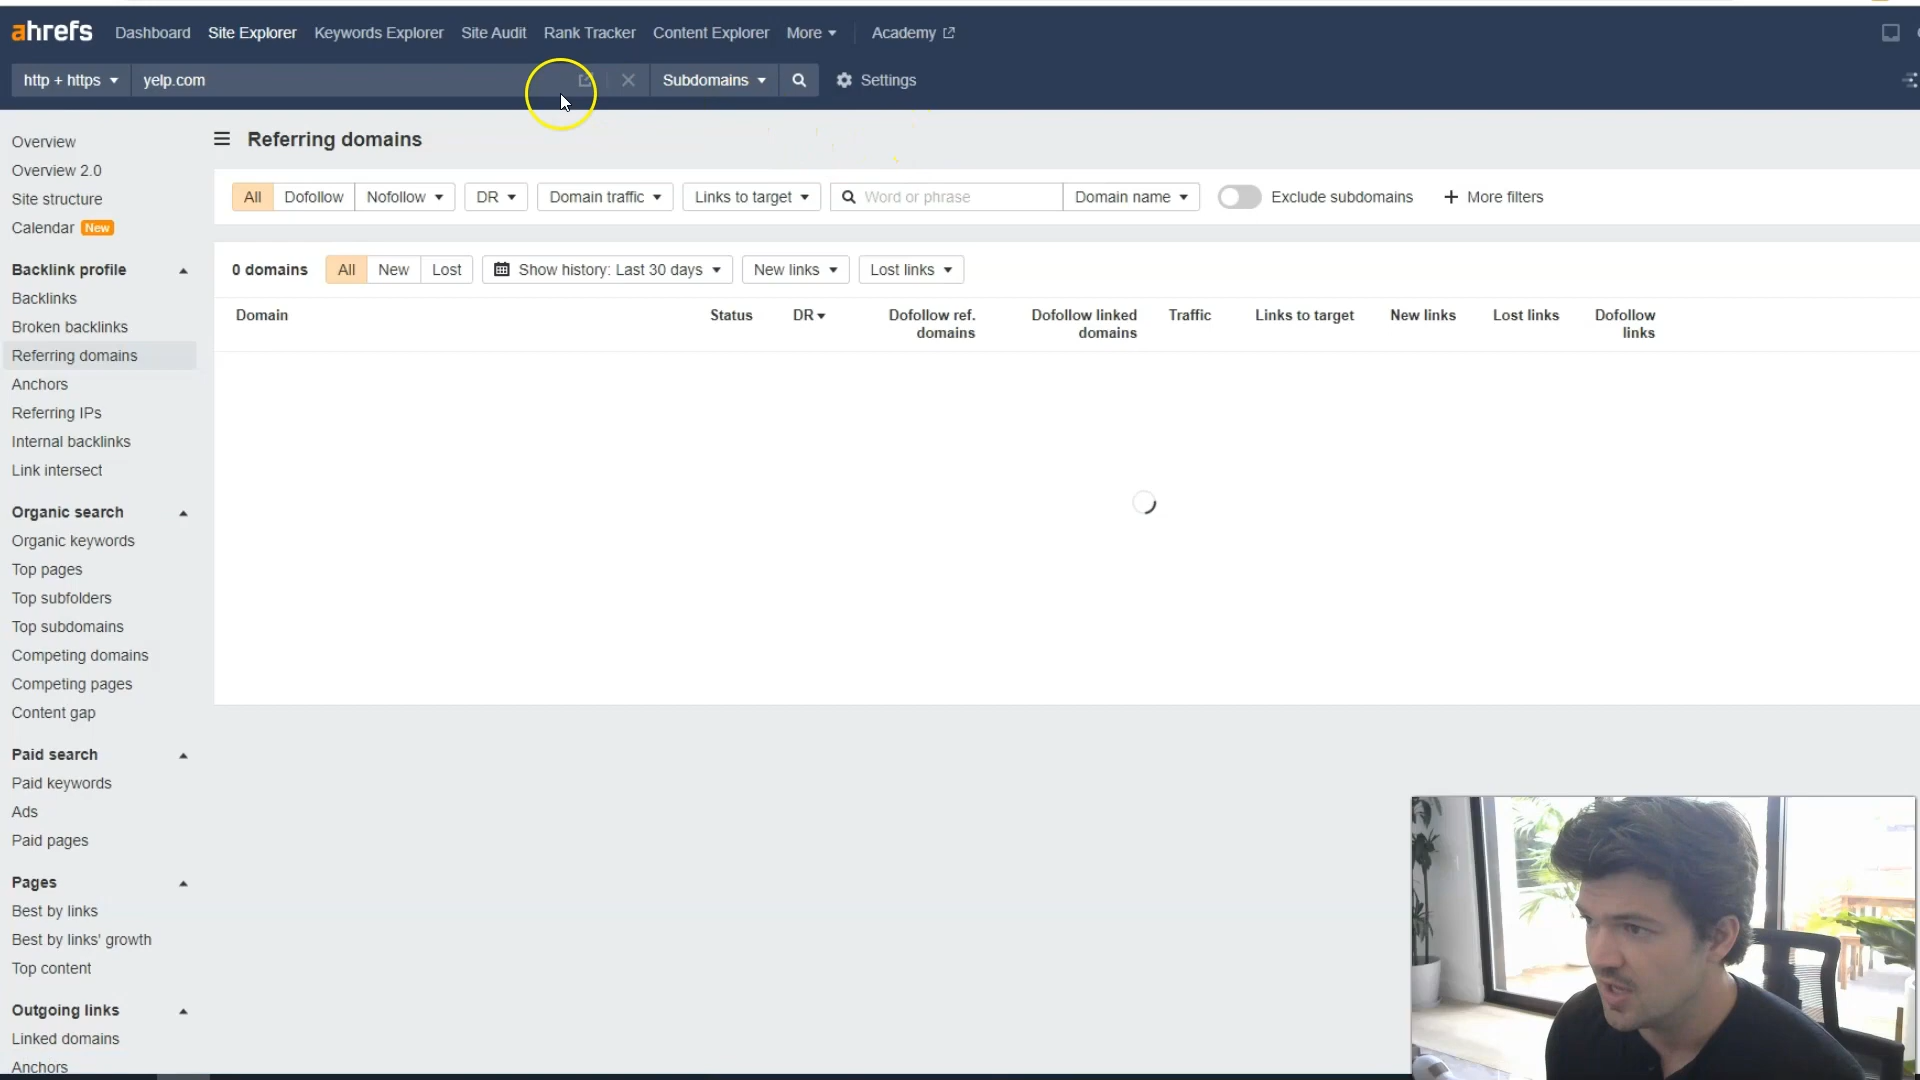 ahrefs Dashboard Site Explorer Keywords Explorer Site Audit Rank Tracker Content Explorer More Academy
http + https yelp.com Subdomains Settings
Overview
Overview 2.0
Site structure
Calendar New
Backlink profile
Backlinks
Broken backlinks
Referring domains
Anchors
Referring IPs
Internal backlinks
Link intersect
Organic search
Organic keywords
Top pages
Top subfolders
Top subdomains
Competing domains
Competing pages
Content gap
Paid search
Paid keywords
Ads
Paid pages
Pages
Best by links
Best by links' growth
Top content
Outgoing links
Linked domains
Anchors
Referring domains
All Dofollow Nofollow DR Domain traffic Links to target Word or phrase Domain name Exclude subdomains + More filters
0 domains All New Lost Show history: Last 30 days New links Lost links
Domain Status DR Dofollow ref. domains Dofollow linked domains Traffic Links to target New links Lost links Dofollow links